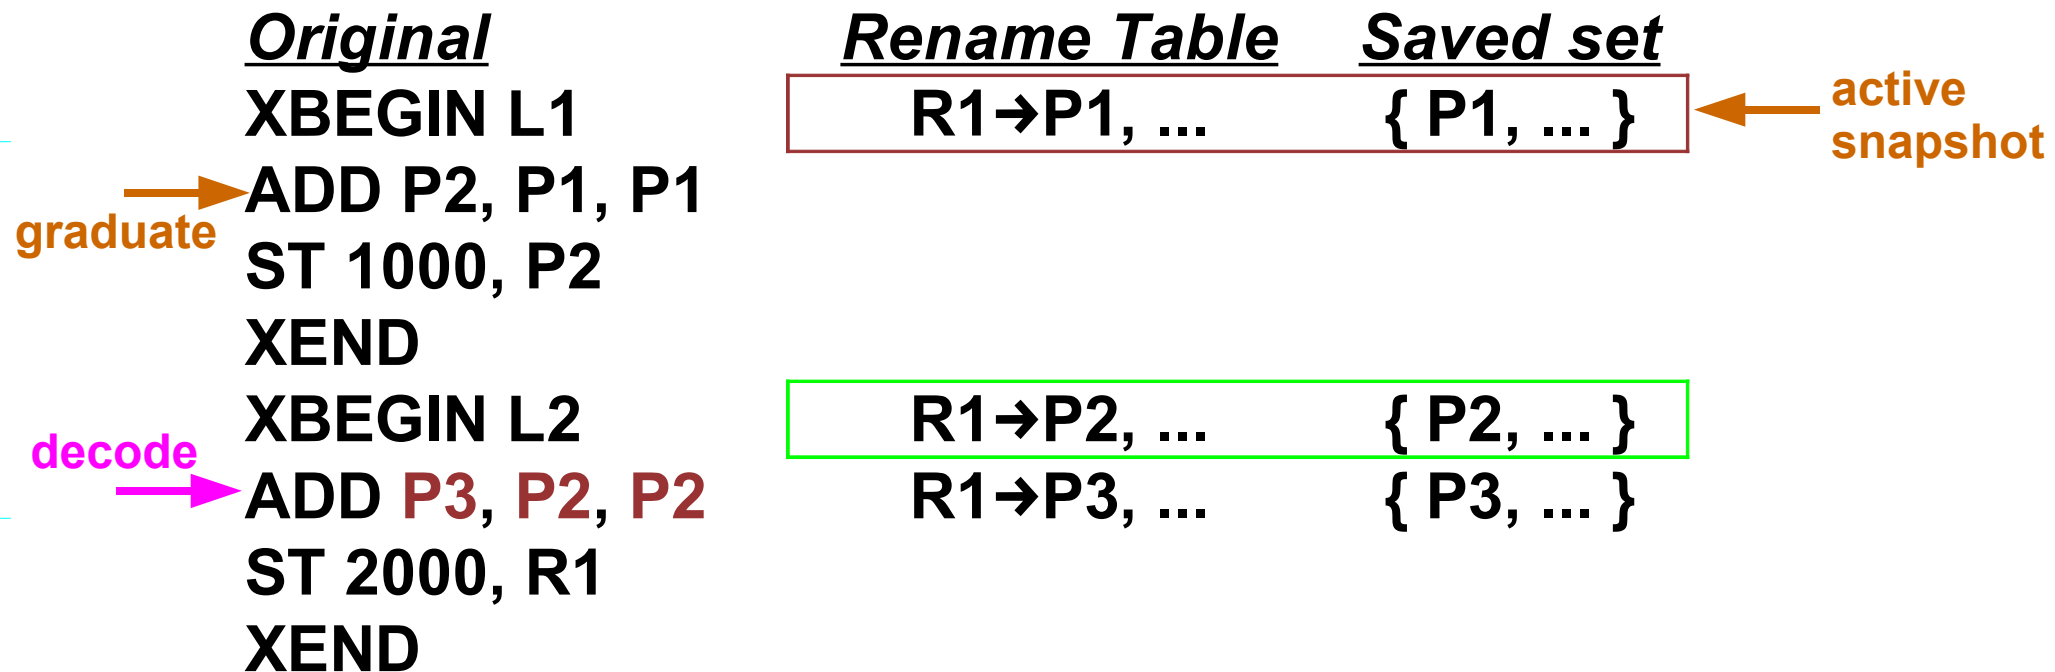 Original Rename Table Saved set
XBEGIN L1 R1→P1, ... { P1, ... } active
snapshot
ADD P2, P1, P1
graduate
ST 1000, P2
XEND
XBEGIN L2 R1→P2, ... { P2, ... }
decode
ADD P3, P2, P2 R1→P3, ... { P3, ... }
ST 2000, R1
XEND